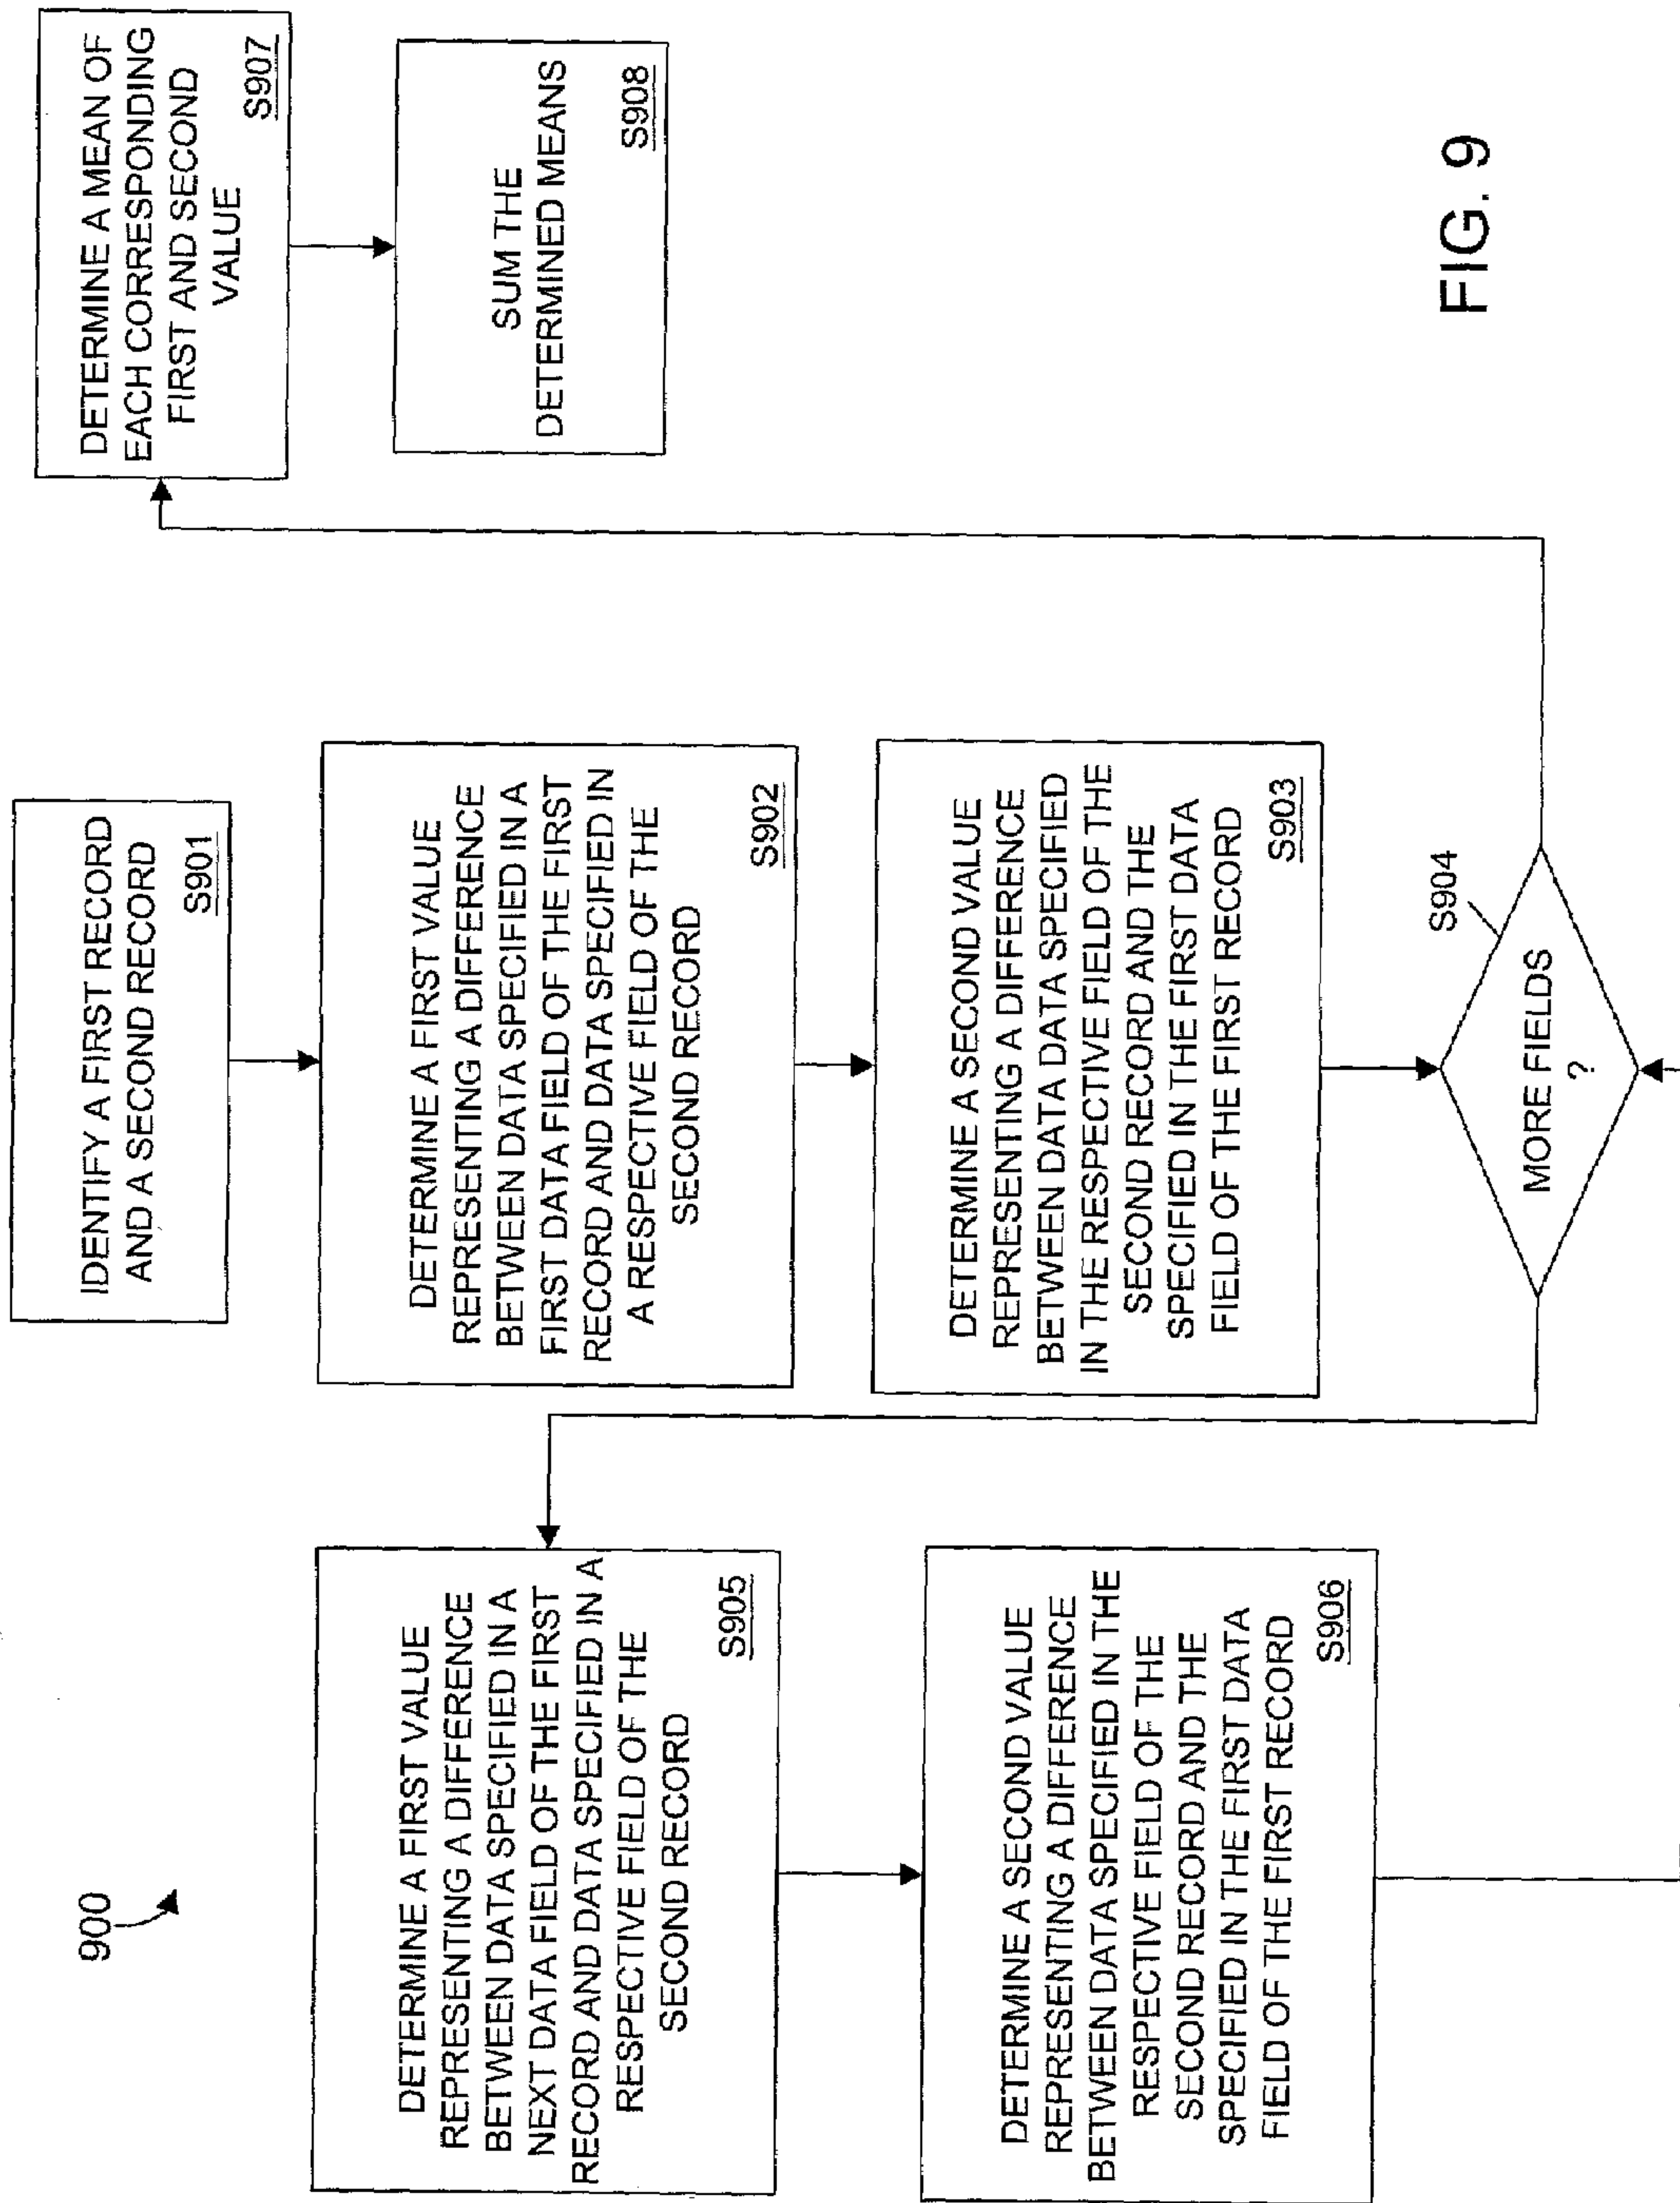 900
IDENTIFY A FIRST RECORD
AND A SECOND RECORD
S901
DETERMINE A FIRST VALUE
REPRESENTING A DIFFERENCE
BETWEEN DATA SPECIFIED IN A
FIRST DATA FIELD OF THE FIRST
RECORD AND DATA SPECIFIED IN
A RESPECTIVE FIELD OF THE
SECOND RECORD
S902
DETERMINE A SECOND VALUE
REPRESENTING A DIFFERENCE
BETWEEN DATA DATA SPECIFIED
IN THE RESPECTIVE FIELD OF THE
SECOND RECORD AND THE
SPECIFIED IN THE FIRST DATA
FIELD OF THE FIRST RECORD
S903
S904
MORE FIELDS
?
DETERMINE A FIRST VALUE
REPRESENTING A DIFFERENCE
BETWEEN DATA SPECIFIED IN A
NEXT DATA FIELD OF THE FIRST
RECORD AND DATA SPECIFIED IN A
RESPECTIVE FIELD OF THE
SECOND RECORD
S905
DETERMINE A SECOND VALUE
REPRESENTING A DIFFERENCE
BETWEEN DATA SPECIFIED IN THE
RESPECTIVE FIELD OF THE
SECOND RECORD AND THE
SPECIFIED IN THE FIRST DATA
FIELD OF THE FIRST RECORD
S906
DETERMINE A MEAN OF
EACH CORRESPONDING
FIRST AND SECOND
VALUE
S907
SUM THE
DETERMINED MEANS
S908
FIG. 9